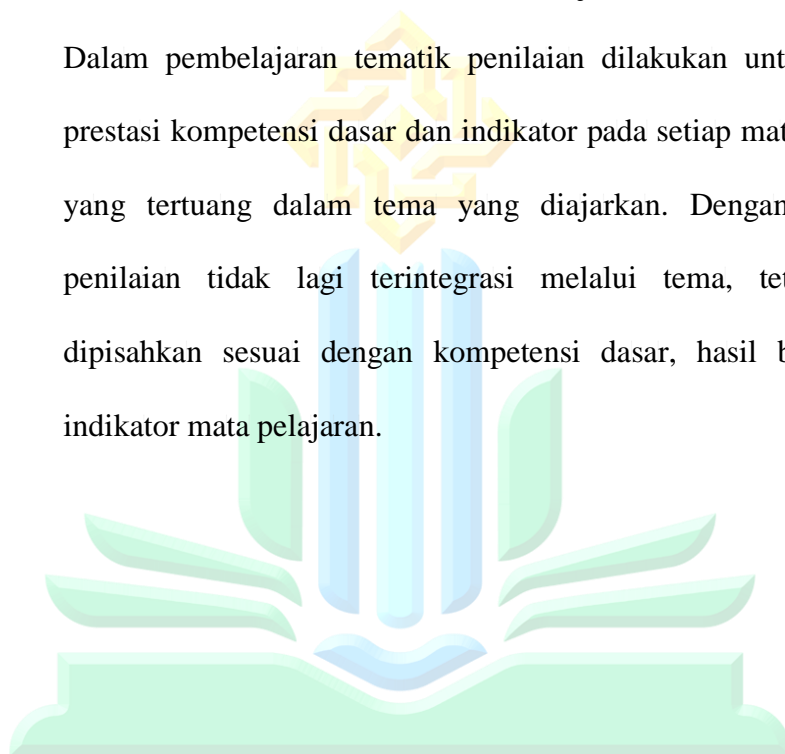 Dalam pembelajaran tematik penilaian dilakukan unt
prestasi kompetensi dasar dan indikator pada setiap mat
yang tertuang dalam tema yang diajarkan. Dengan
penilaian tidak lagi terintegrasi melalui tema, tet
dipisahkan sesuai dengan kompetensi dasar, hasil b
indikator mata pelajaran.